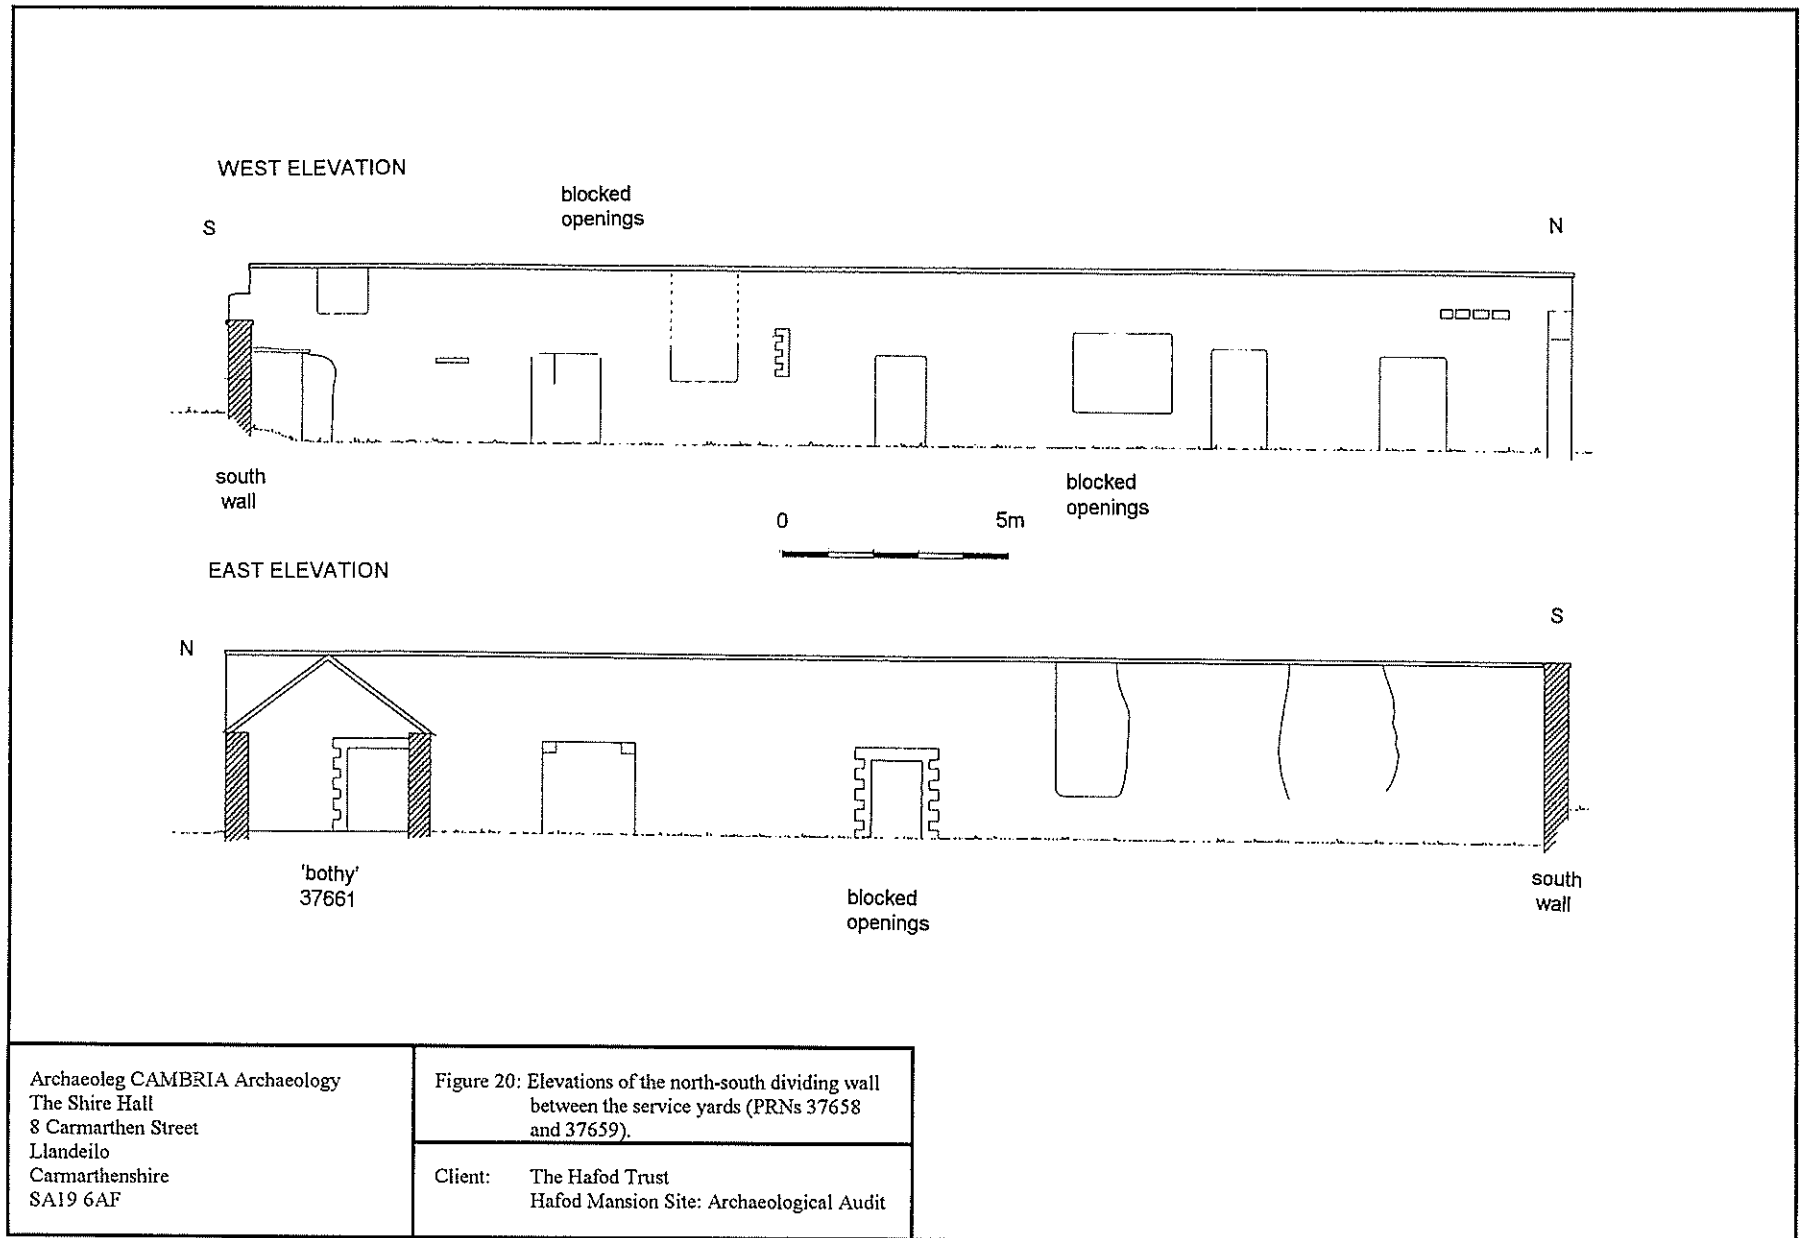 WEST ELEVATION
blocked
openings
S
N
south
wall
blocked
openings
0
5m
EAST ELEVATION
S
N
'bothy'
37661
blocked
openings
south
wall
Archaeoleg CAMBRIA Archaeology
The Shire Hall
8 Carmarthen Street
Llandeilo
Carmarthenshire
SA19 6AF
Figure 20: Elevations of the north-south dividing wall
between the service yards (PRNs 37658
and 37659).
Client: The Hafod Trust
Hafod Mansion Site: Archaeological Audit